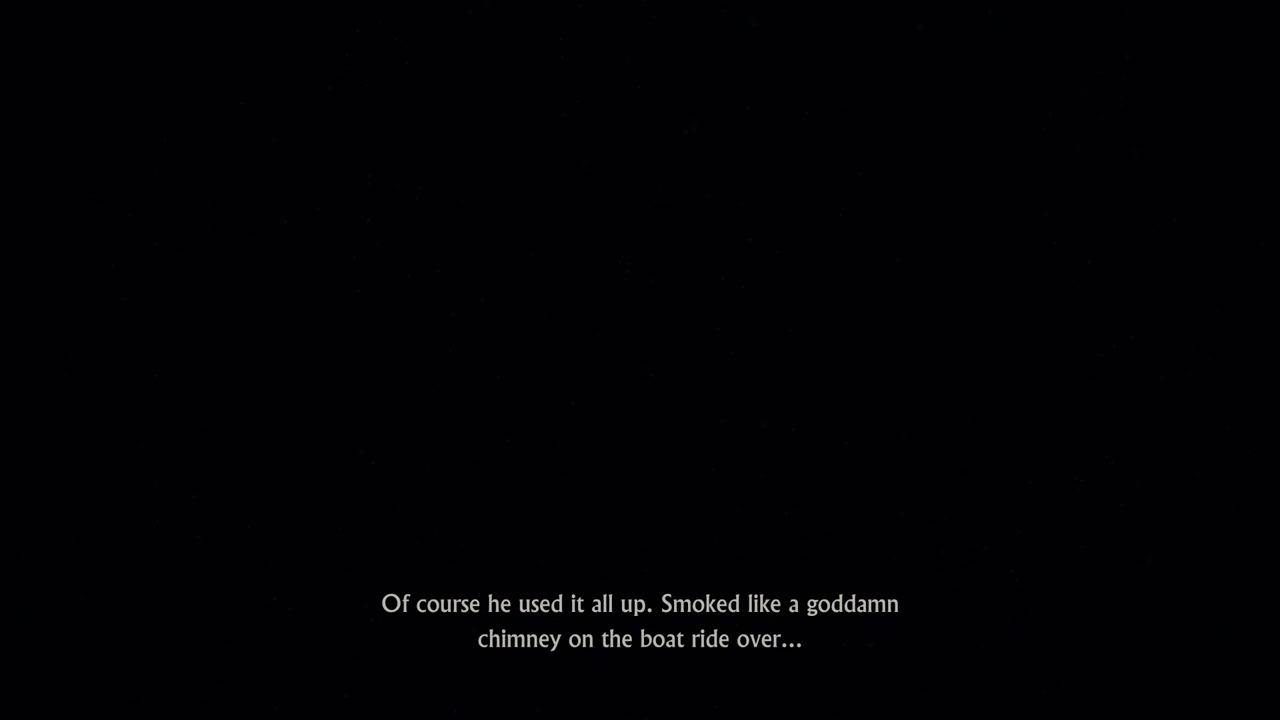 Of course he used it all up. Smoked like a goddamn
chimney on the boat ride over...